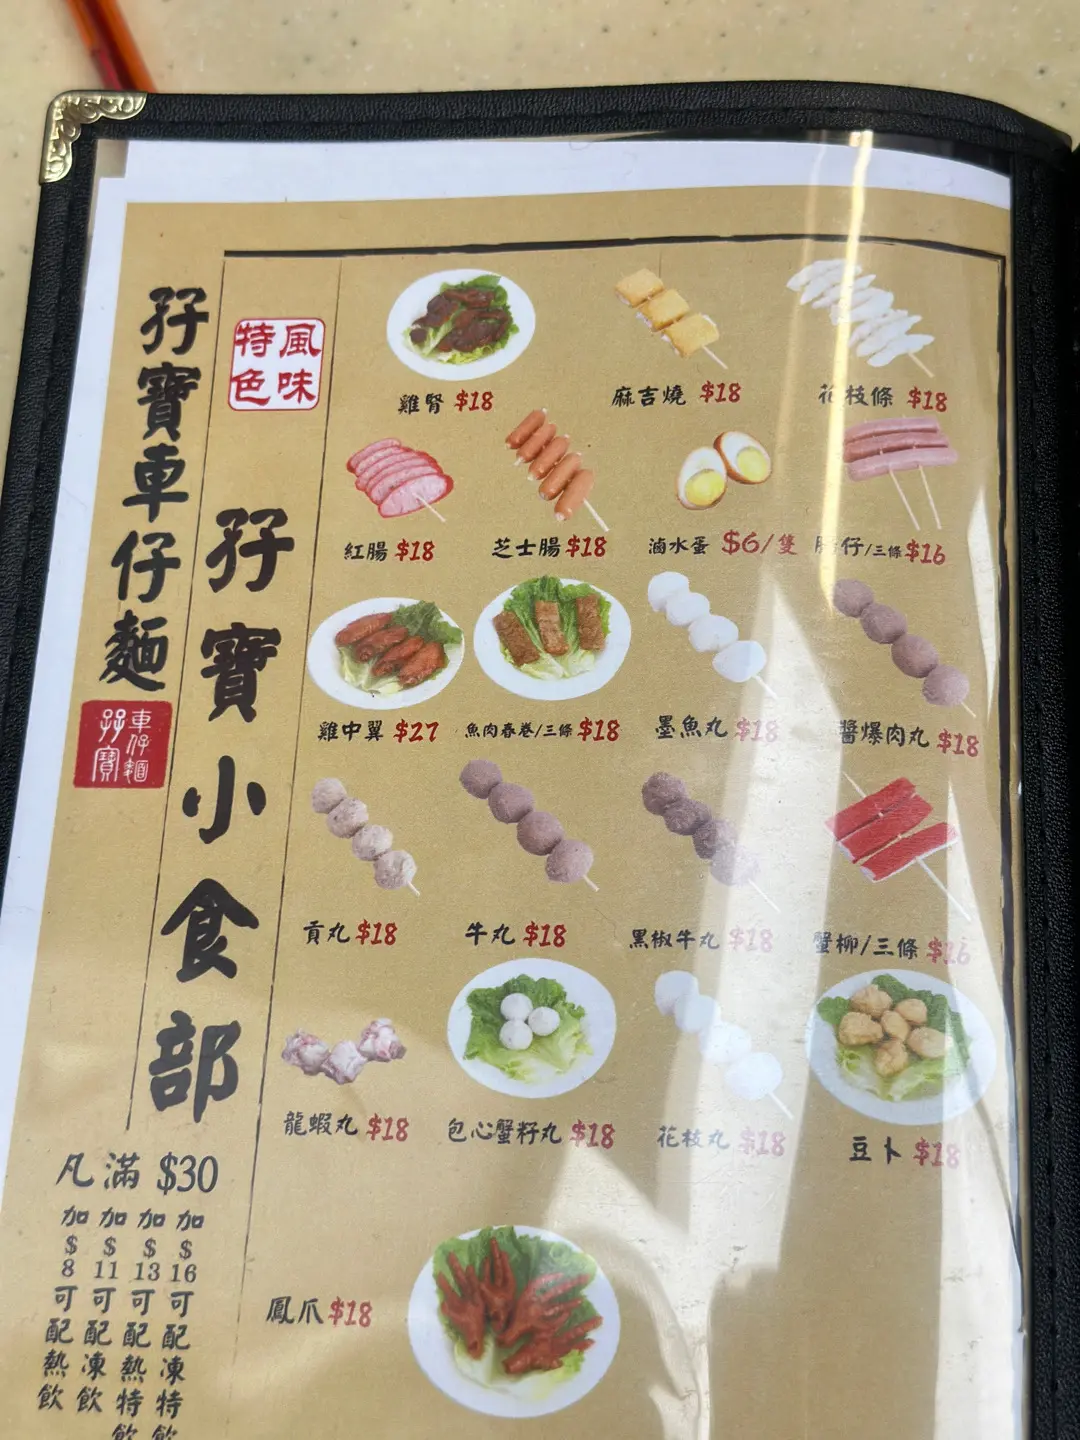 孖寶車仔麵
孖寶
車仔麵
風味
特色
孖寶小食部
雞腎 $18
麻吉燒 $18
花枝條 $18
紅腸 $18
芝士腸 $18
滷水蛋 $6/隻
腸仔/三條 $16
雞中翼 $27
魚肉春卷/三條 $18
墨魚丸 $18
醬爆肉丸 $18
貢丸 $18
牛丸 $18
黑椒牛丸 $18
蟹柳/三條 $16
龍蝦丸 $18
包心蟹籽丸 $18
花枝丸 $18
豆卜 $18
鳳爪 $18
凡滿 $30
加$16可配凍特飲
加$13可配熱特飲
加$11可配凍飲
加$8可配熱飲